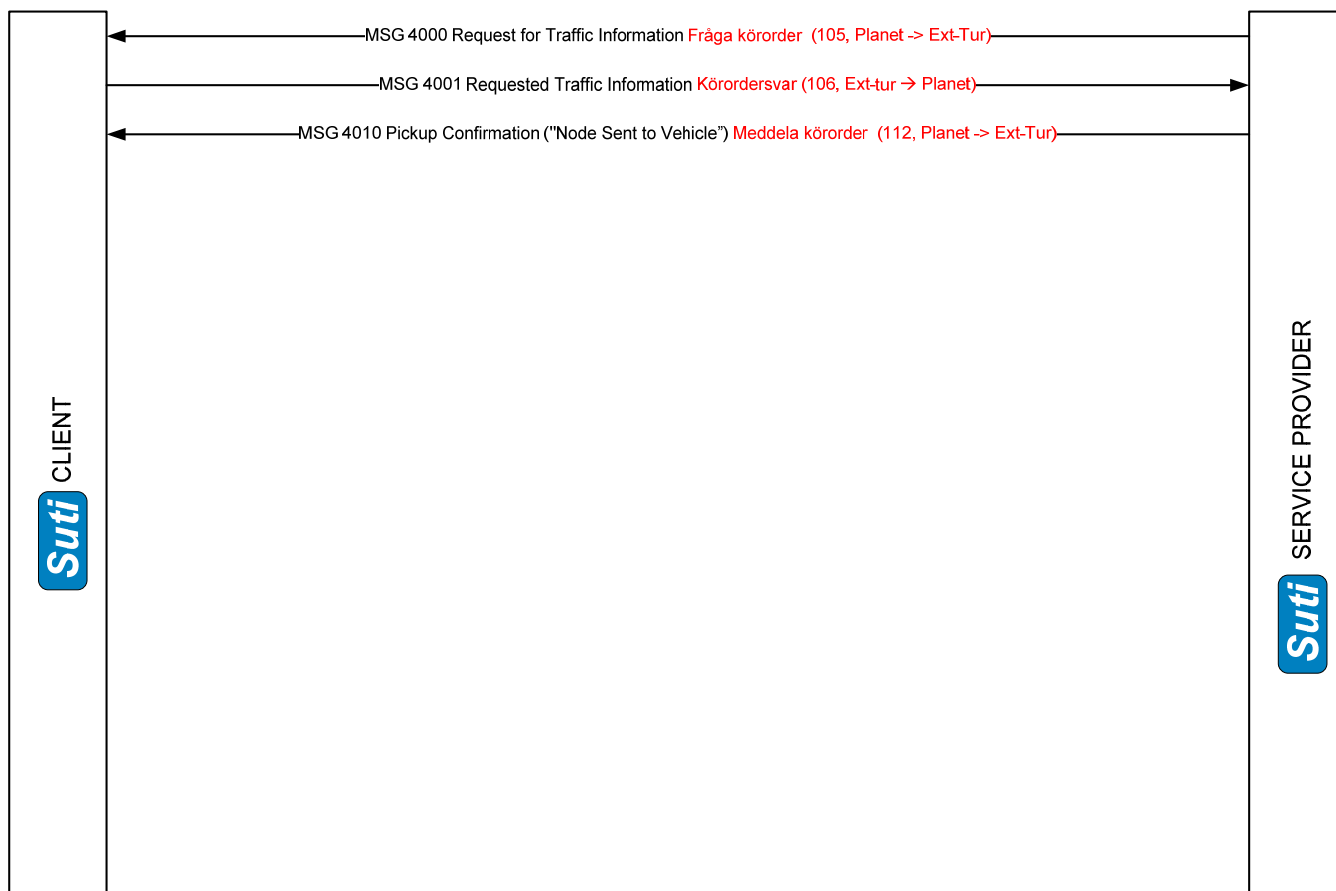 MSG 4000 Request for Traffic Information Fråga körorder (105, Planet -> Ext-Tur)
MSG 4001 Requested Traffic Information Körordersvar (106, Ext-tur → Planet)
MSG 4010 Pickup Confirmation ("Node Sent to Vehicle”) Meddela körorder (112, Planet -> Ext-Tur)
Suti CLIENT
Suti SERVICE PROVIDER